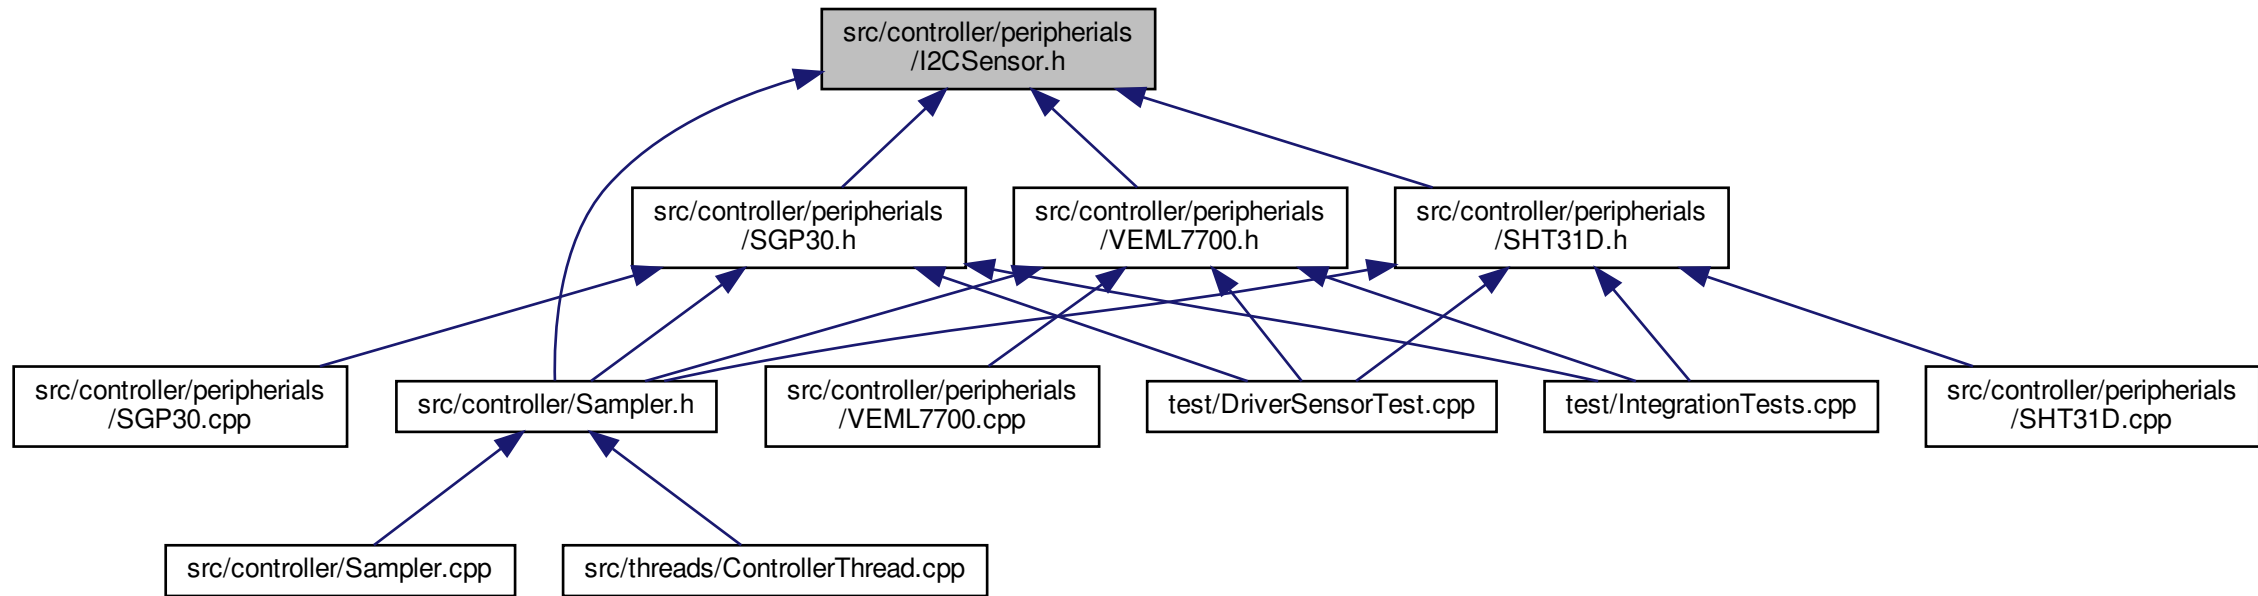 src/controller/peripherials
/I2CSensor.h
src/controller/peripherials
/SGP30.h
src/controller/peripherials
/VEML7700.h
src/controller/peripherials
/SHT31D.h
src/controller/peripherials
/SGP30.cpp
src/controller/Sampler.h
src/controller/peripherials
/VEML7700.cpp
test/DriverSensorTest.cpp
test/IntegrationTests.cpp
src/controller/peripherials
/SHT31D.cpp
src/controller/Sampler.cpp
src/threads/ControllerThread.cpp